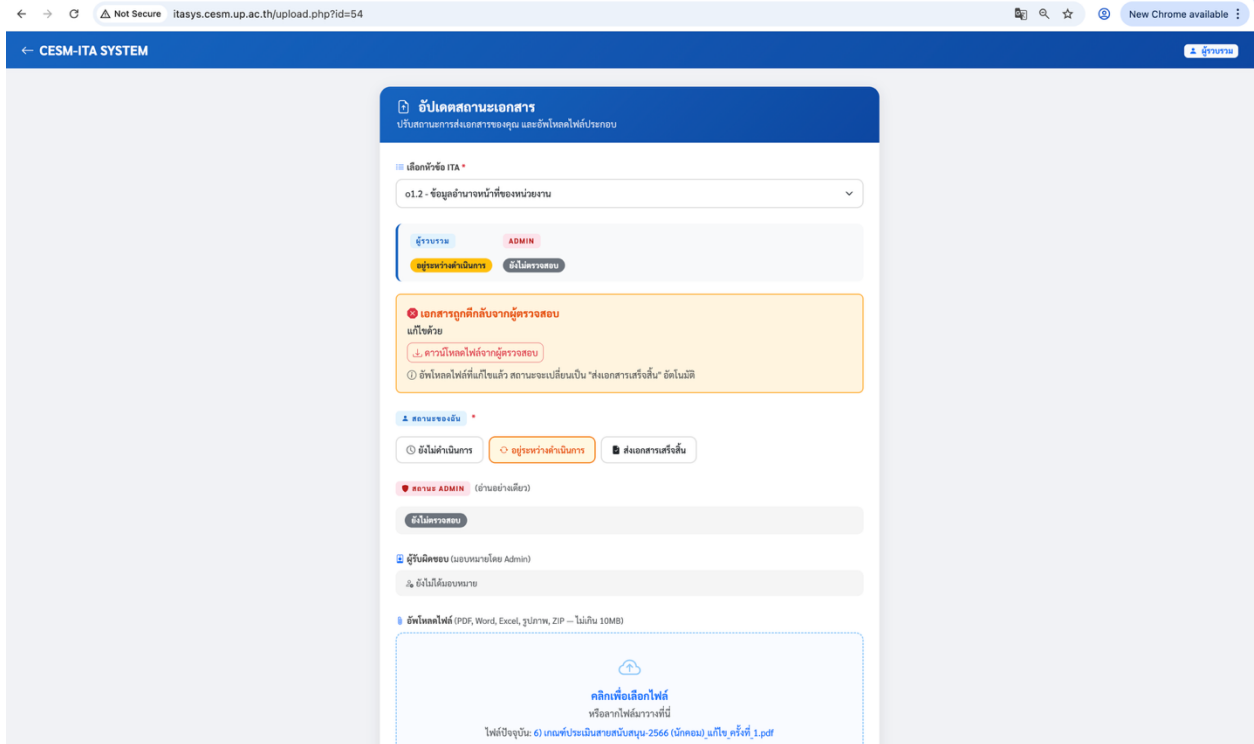 Not Secure itasys.cesm.up.ac.th/upload.php?id=54 New Chrome available
← CESM-ITA SYSTEM ผู้รวบรวม
อัปเดตสถานะเอกสาร
ปรับสถานะการส่งเอกสารของคุณ และอัพโหลดไฟล์ประกอบ
เลือกหัวข้อ ITA *
o1.2 - ข้อมูลอำนาจหน้าที่ของหน่วยงาน
ผู้รวบรวม ADMIN
อยู่ระหว่างดำเนินการ ยังไม่ตรวจสอบ
เอกสารถูกตีกลับจากผู้ตรวจสอบ
แก้ไขด้วย
ดาวน์โหลดไฟล์จากผู้ตรวจสอบ
อัพโหลดไฟล์ที่แก้ไขแล้ว สถานะจะเปลี่ยนเป็น "ส่งเอกสารเสร็จสิ้น" อัตโนมัติ
สถานะของฉัน *
ยังไม่ดำเนินการ อยู่ระหว่างดำเนินการ ส่งเอกสารเสร็จสิ้น
สถานะ ADMIN (อ่านอย่างเดียว)
ยังไม่ตรวจสอบ
ผู้รับผิดชอบ (มอบหมายโดย Admin)
ยังไม่ได้มอบหมาย
อัพโหลดไฟล์ (PDF, Word, Excel, รูปภาพ, ZIP — ไม่เกิน 10MB)
คลิกเพื่อเลือกไฟล์
หรือลากไฟล์มาวางที่นี่
ไฟล์ปัจจุบัน: 6) เกณฑ์ประเมินสายสนับสนุน-2566 (นักคอม)_แก้ไข_ครั้งที่_1.pdf